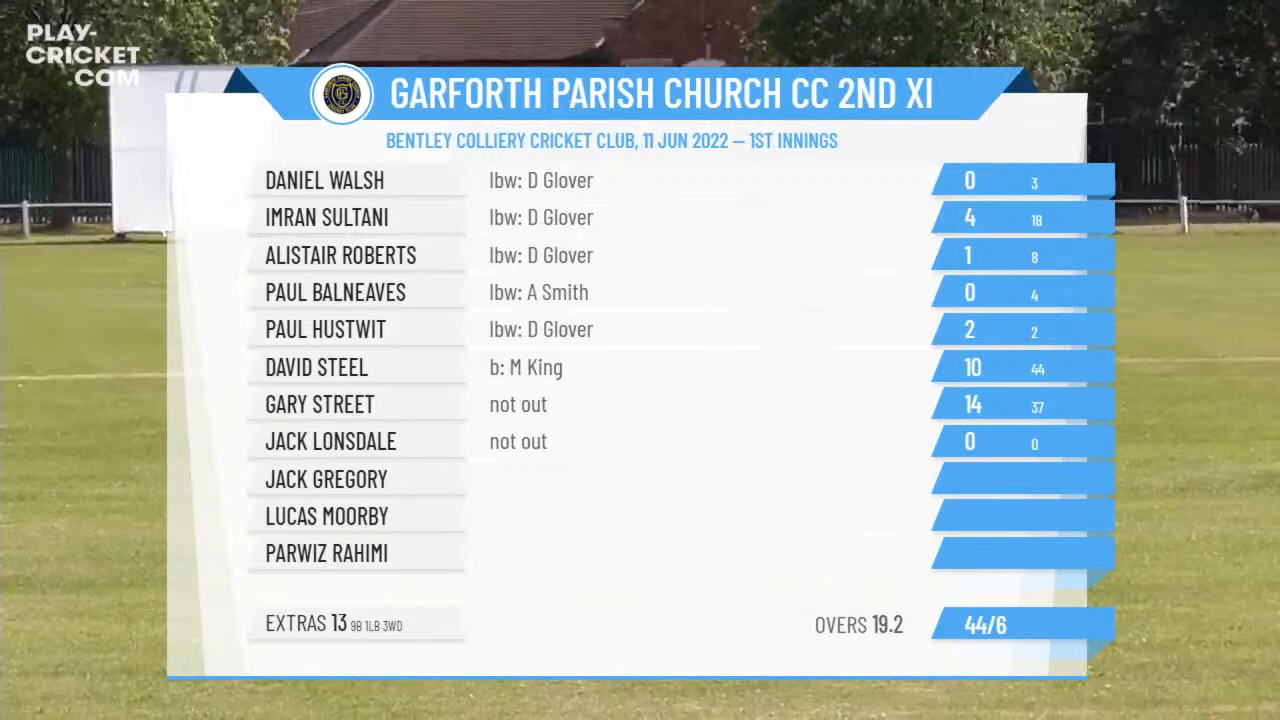 PLAY-
CRICKET
.COM
GARFORTH PARISH CHURCH CC 2ND XI
BENTLEY COLLIERY CRICKET CLUB, 11 JUN 2022 – 1ST INNINGS
DANIEL WALSH lbw: D Glover 0 3
IMRAN SULTANI lbw: D Glover 4 18
ALISTAIR ROBERTS lbw: D Glover 1 8
PAUL BALNEAVES lbw: A Smith 0 4
PAUL HUSTWIT lbw: D Glover 2 2
DAVID STEEL b: M King 10 44
GARY STREET not out 14 37
JACK LONSDALE not out 0 0
JACK GREGORY
LUCAS MOORBY
PARWIZ RAHIMI
EXTRAS 13 9B 1LB 3WD OVERS 19.2 44/6